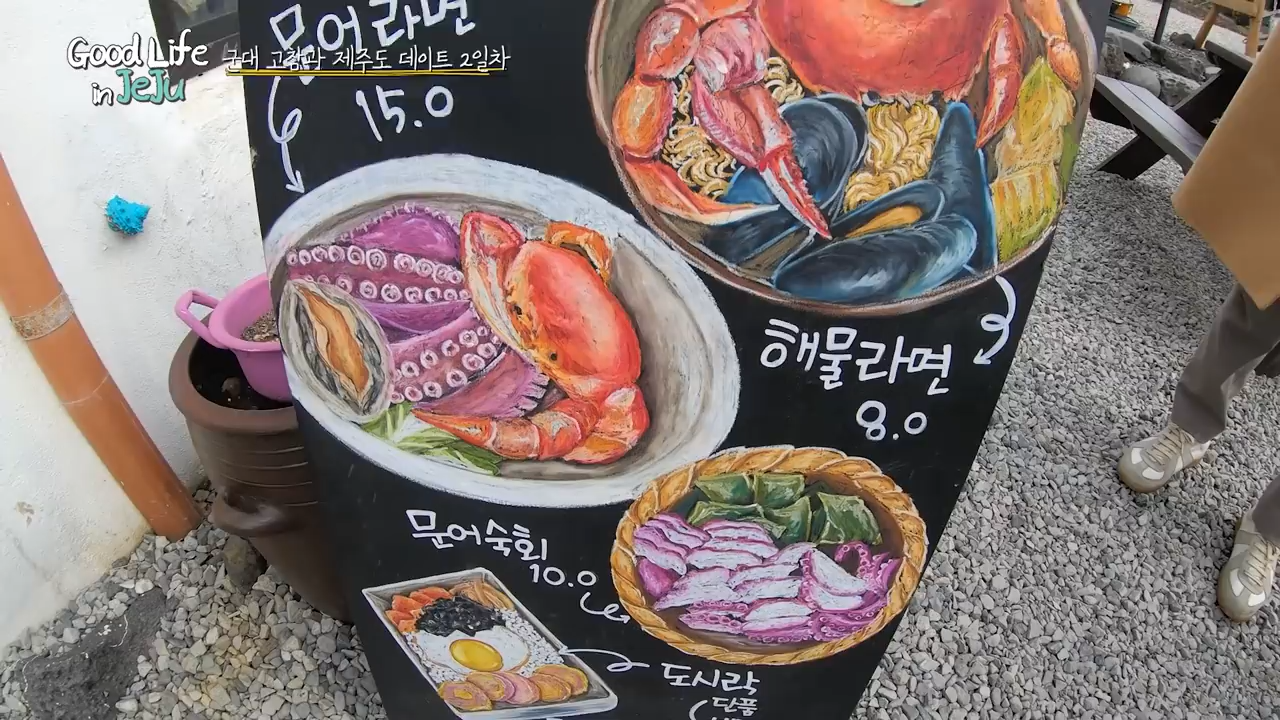 Good Life
in JeJu
군대 고참과 제주도 데이트 2일차
문어라면
15.0
해물라면
8.0
문어숙회
10.0
도시락
단품